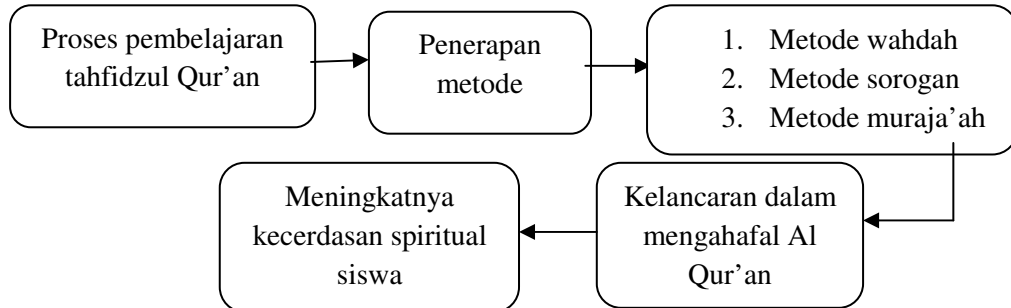 Proses pembelajaran
tahfidzul Qur’an
Penerapan
metode
1. Metode wahdah
2. Metode sorogan
3. Metode muraja’ah
Kelancaran dalam
mengahafal Al
Qur’an
Meningkatnya
kecerdasan spiritual
siswa